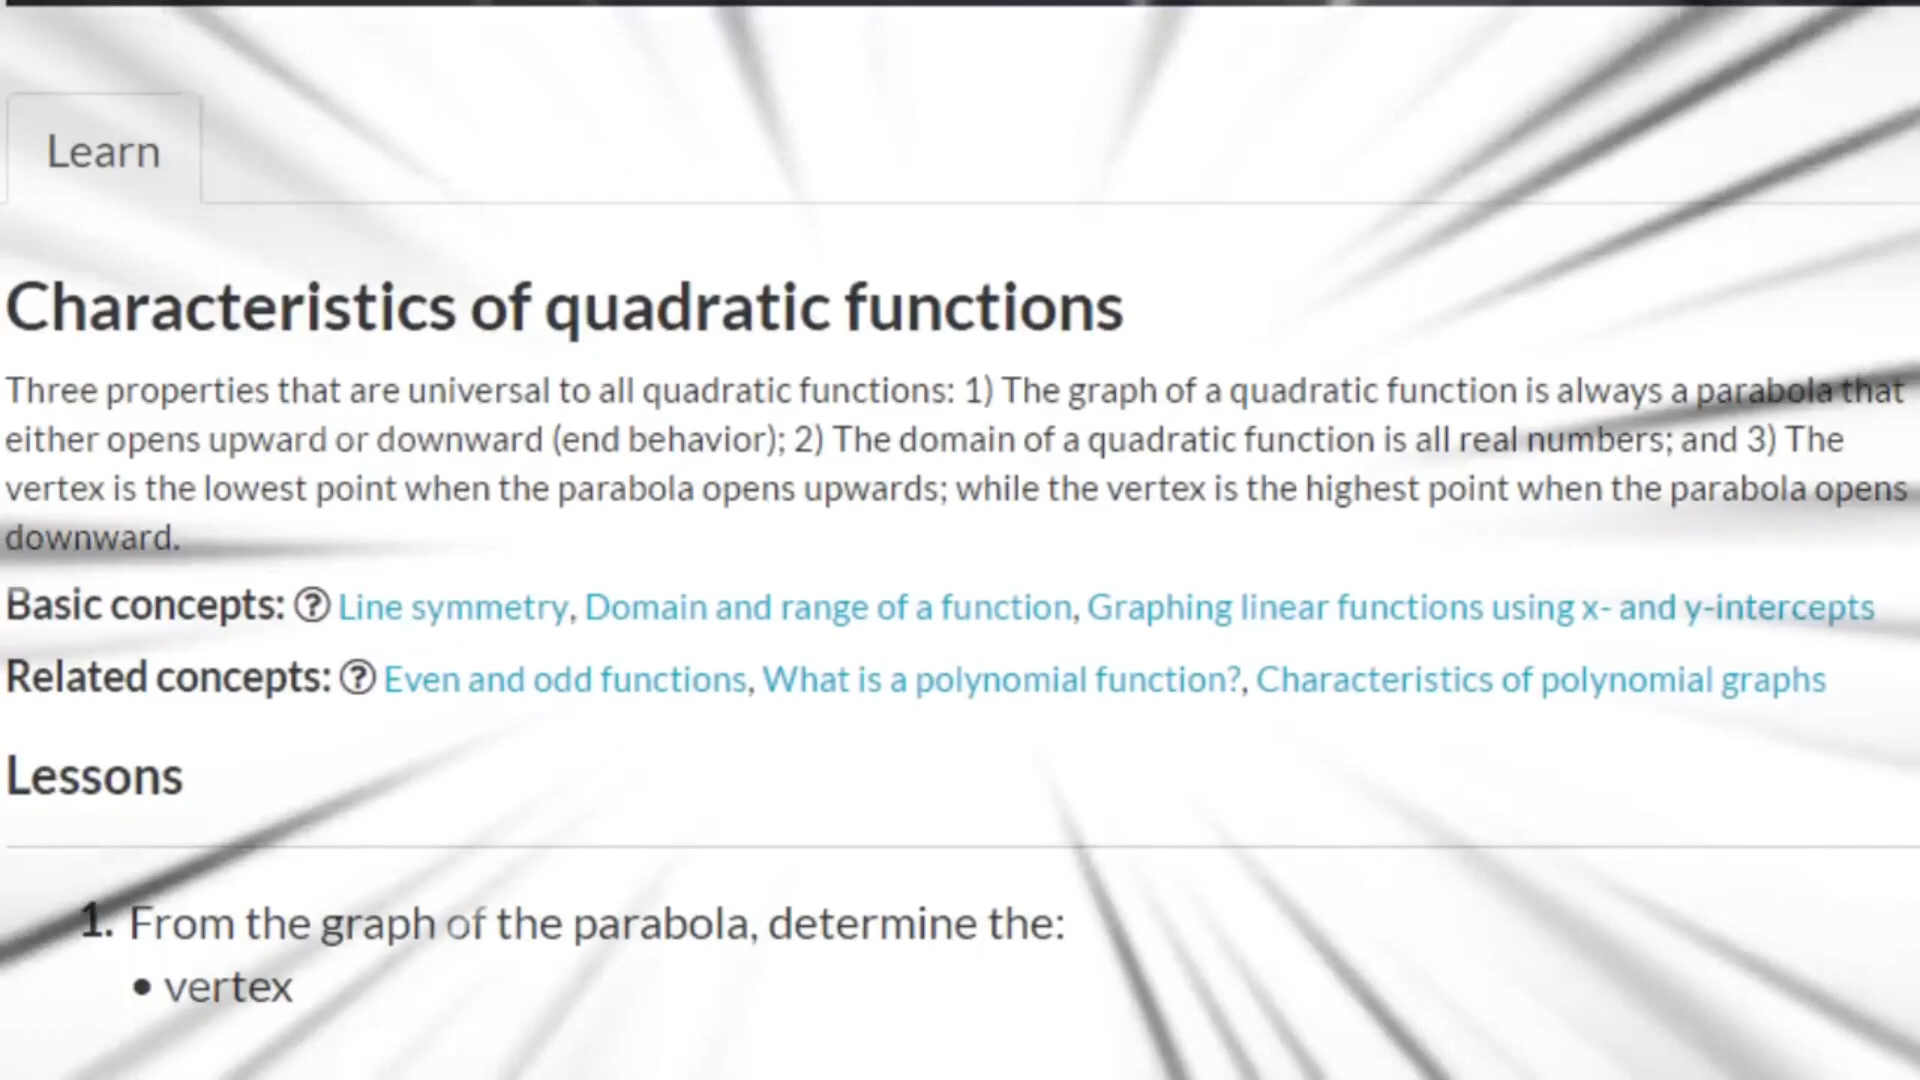 Learn
Characteristics of quadratic functions
Three properties that are universal to all quadratic functions: 1) The graph of a quadratic function is always a parabola that
either opens upward or downward (end behavior); 2) The domain of a quadratic function is all real numbers; and 3) The
vertex is the lowest point when the parabola opens upwards; while the vertex is the highest point when the parabola opens
downward.
Basic concepts: ? Line symmetry, Domain and range of a function, Graphing linear functions using x- and y-intercepts
Related concepts: ? Even and odd functions, What is a polynomial function?, Characteristics of polynomial graphs
Lessons
1. From the graph of the parabola, determine the:
• vertex